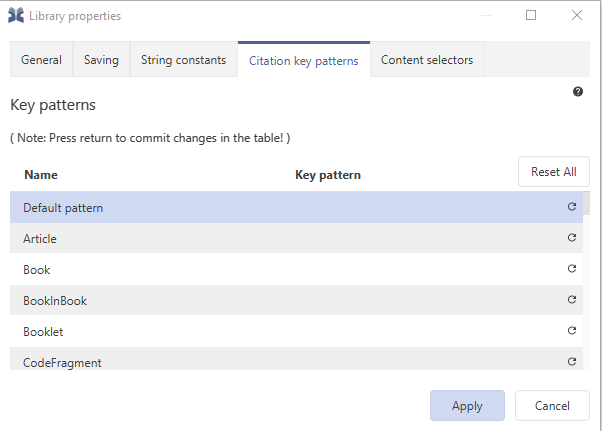 Library properties
General Saving String constants Citation key patterns Content selectors
Key patterns
( Note: Press return to commit changes in the table! )
Name Key pattern Reset All
Default pattern
Article
Book
BookInBook
Booklet
CodeFragment
Apply Cancel